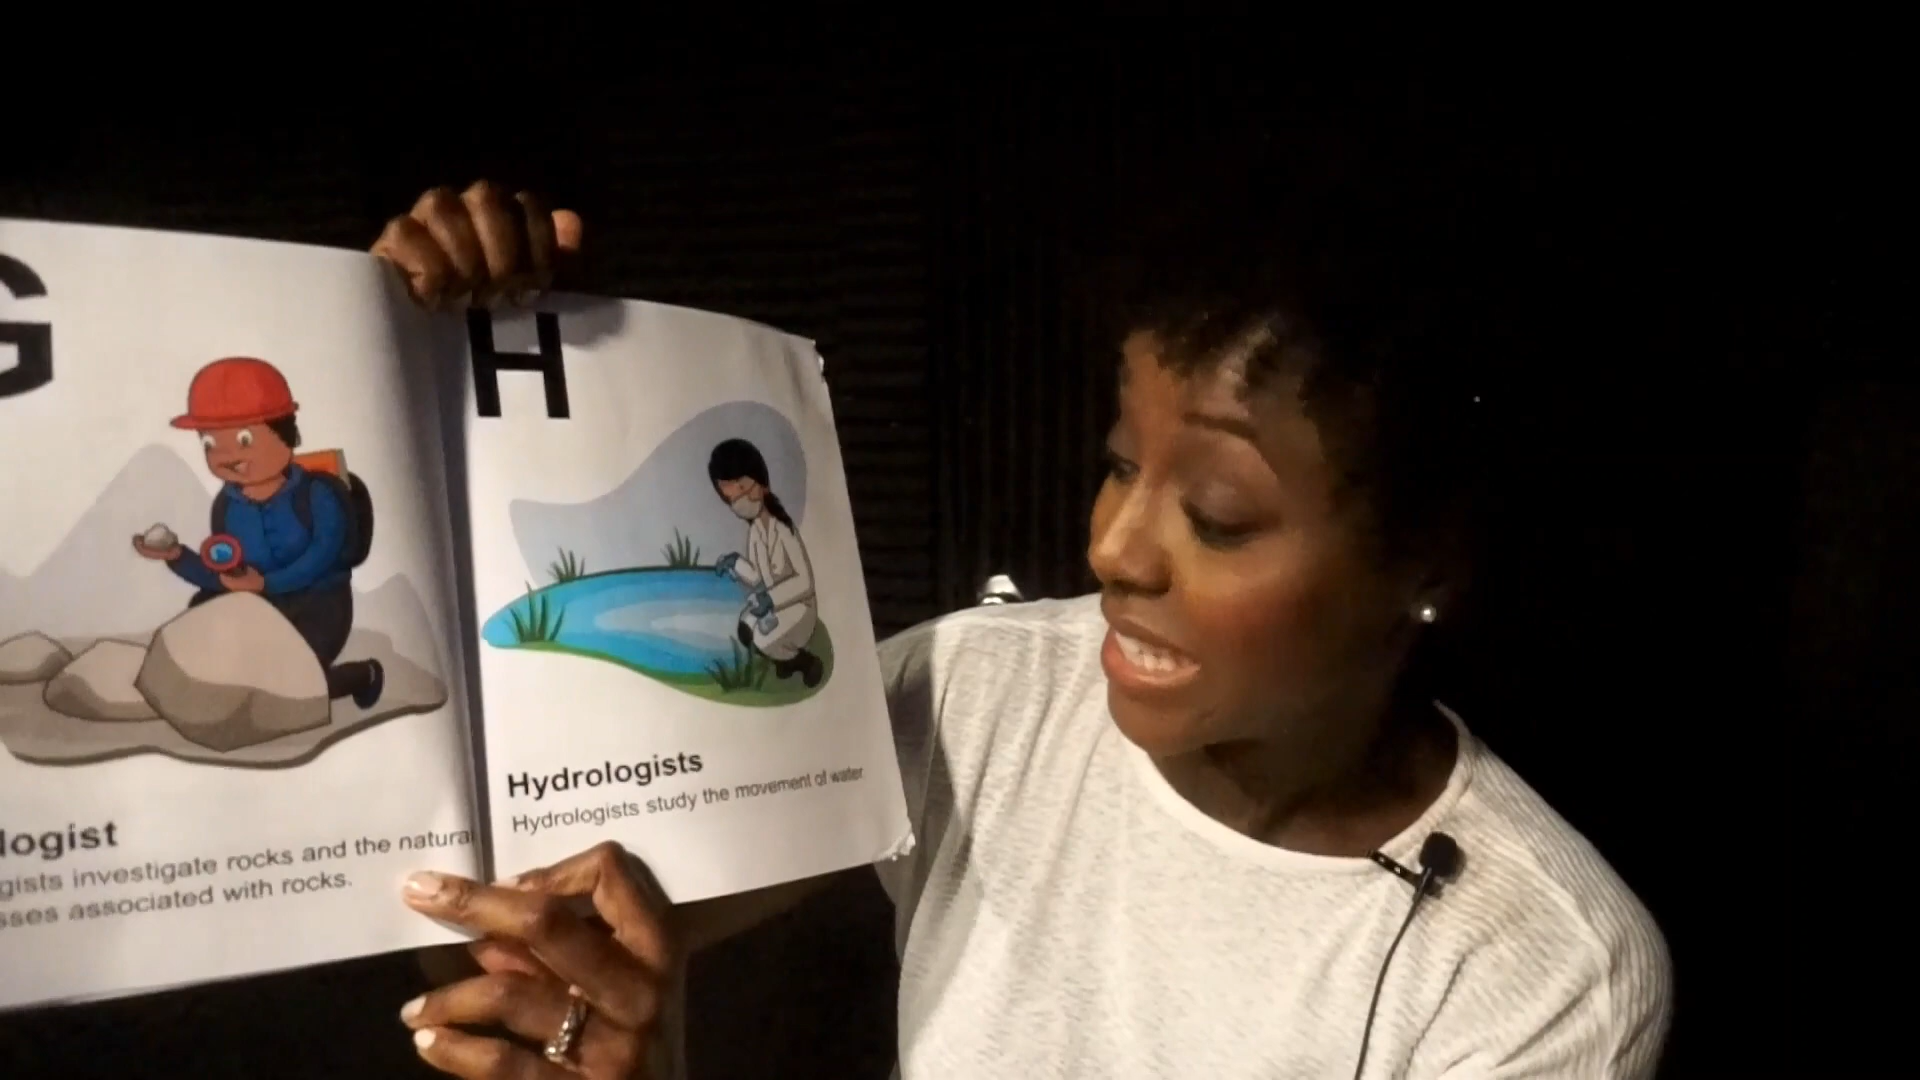 G
logist
gists investigate rocks and the natural
sses associated with rocks.
H
Hydrologists
Hydrologists study the movement of water